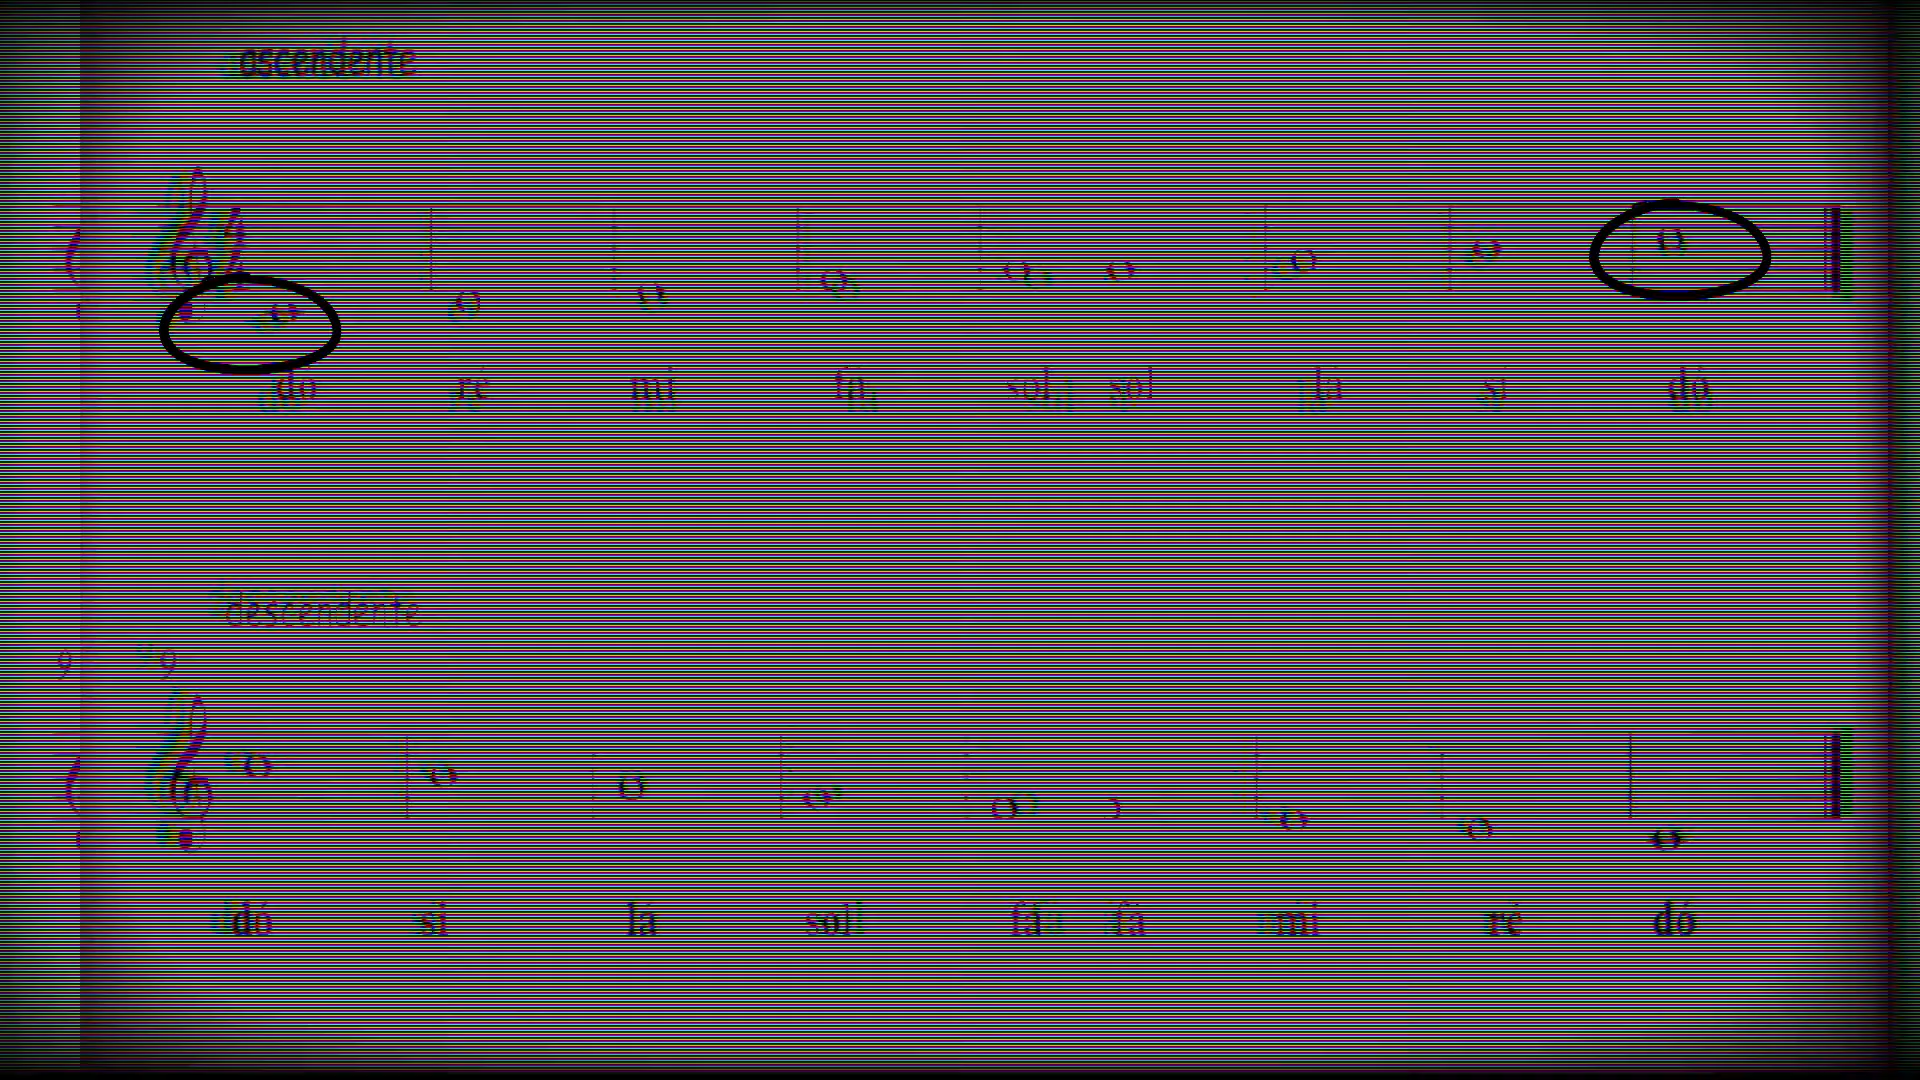 ascendente
do ré mi fá sol sol lá si dó
descendente
9 9
dó si lá sol fá fá mi ré dó